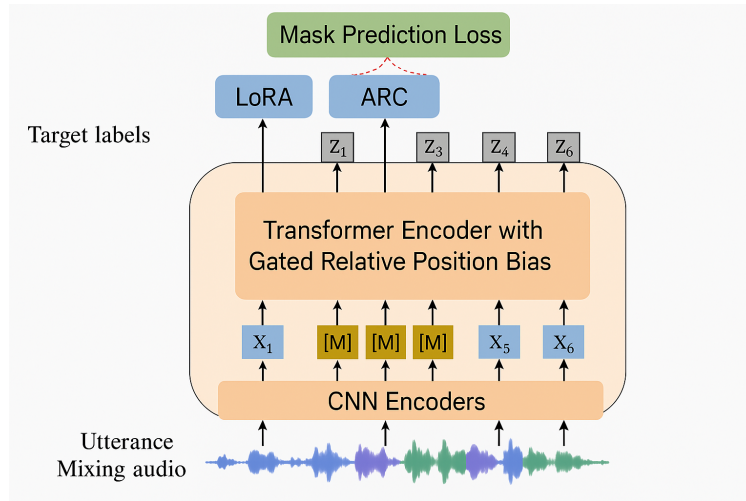 Mask Prediction Loss
LoRA
ARC
Target labels
Z1
Z3
Z4
Z6
Transformer Encoder with
Gated Relative Position Bias
X1
[M]
[M]
[M]
X5
X6
CNN Encoders
Utterance
Mixing audio